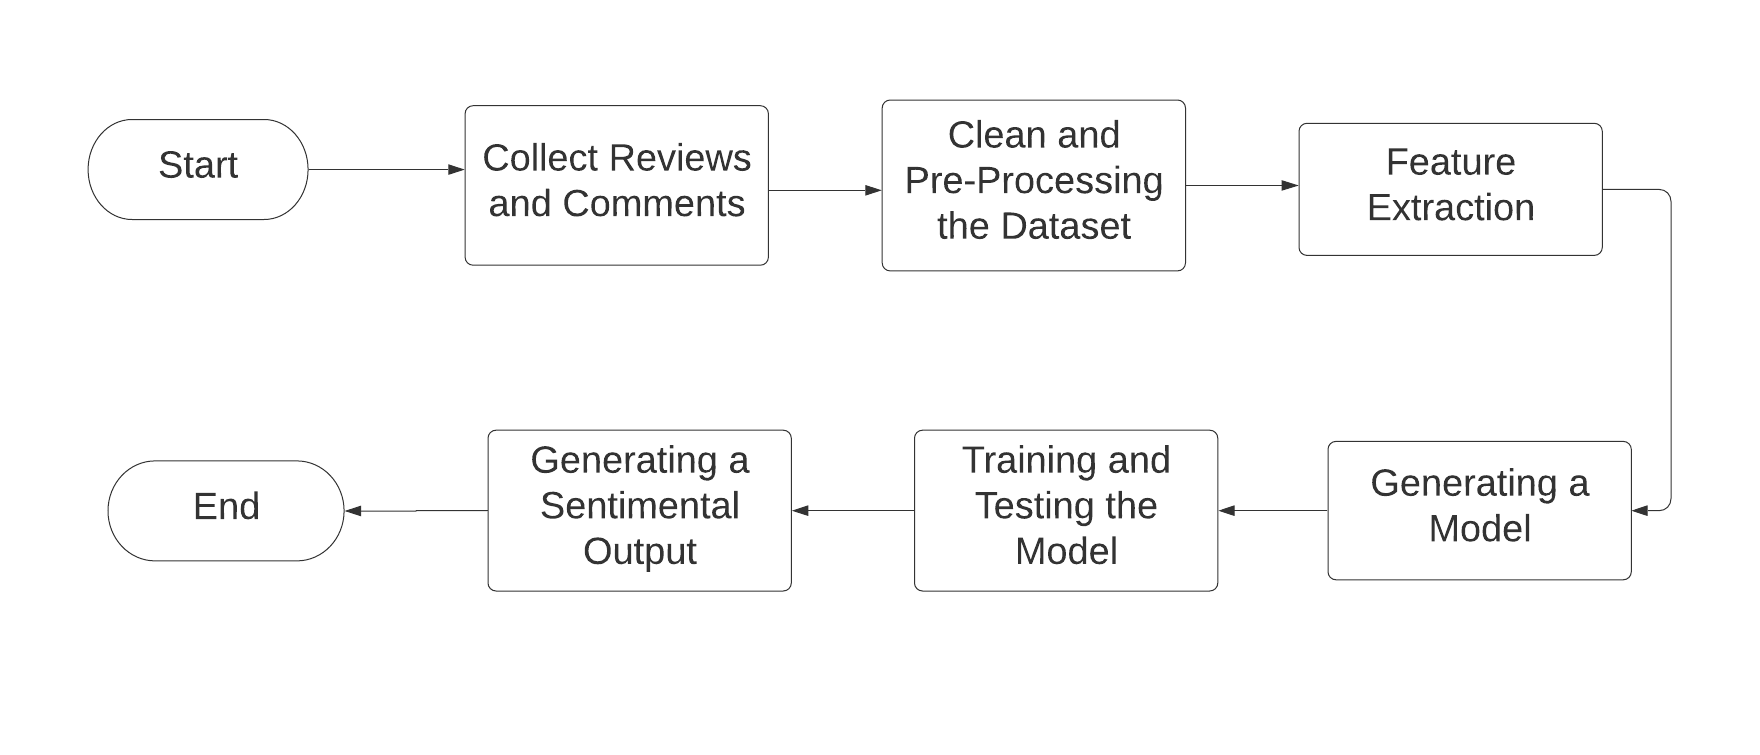 Start
Collect Reviews
and Comments
Clean and
Pre-Processing
the Dataset
Feature
Extraction
Generating a
Model
Training and
Testing the
Model
Generating a
Sentimental
Output
End